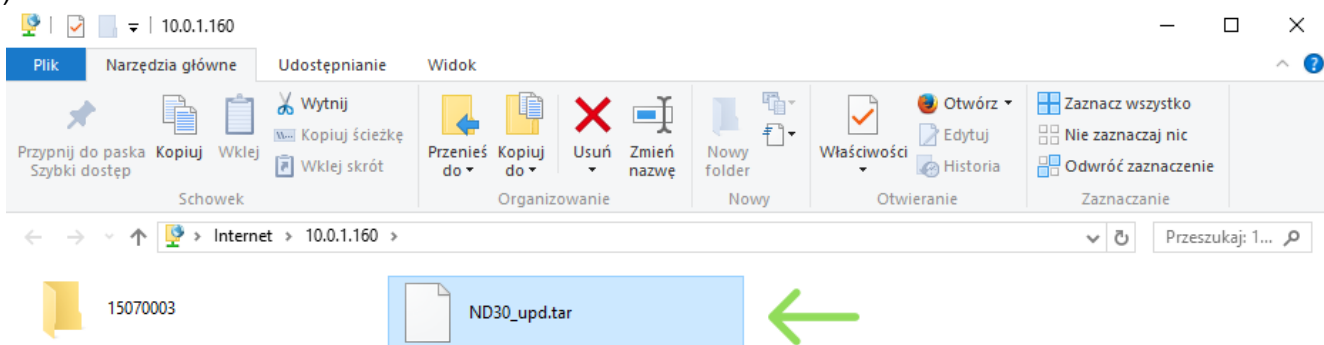 )
10.0.1.160
Plik Narzędzia główne Udostępnianie Widok
Przypnij do paska Szybki dostęp
Kopiuj
Wklej
Wytnij
Kopiuj ścieżkę
Wklej skrót
Schowek
Przenieś do
Kopiuj do
Usuń
Zmień nazwę
Organizowanie
Nowy folder
Nowy
Właściwości
Otwórz
Edytuj
Historia
Otwieranie
Zaznacz wszystko
Nie zaznaczaj nic
Odwróć zaznaczenie
Zaznaczanie
Internet > 10.0.1.160 >
Przeszukaj: 1...
15070003
ND30_upd.tar